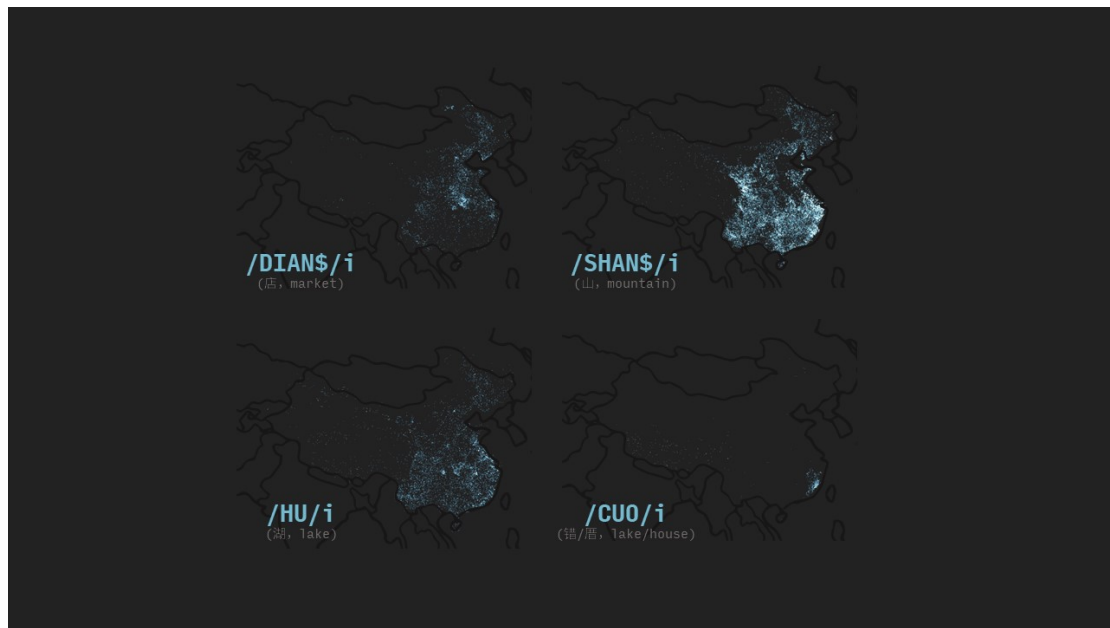 /DIAN$/i
(店, market)
/SHAN$/i
(山, mountain)
/HU/i
(湖, lake)
/CUO/i
(错/厝, lake/house)